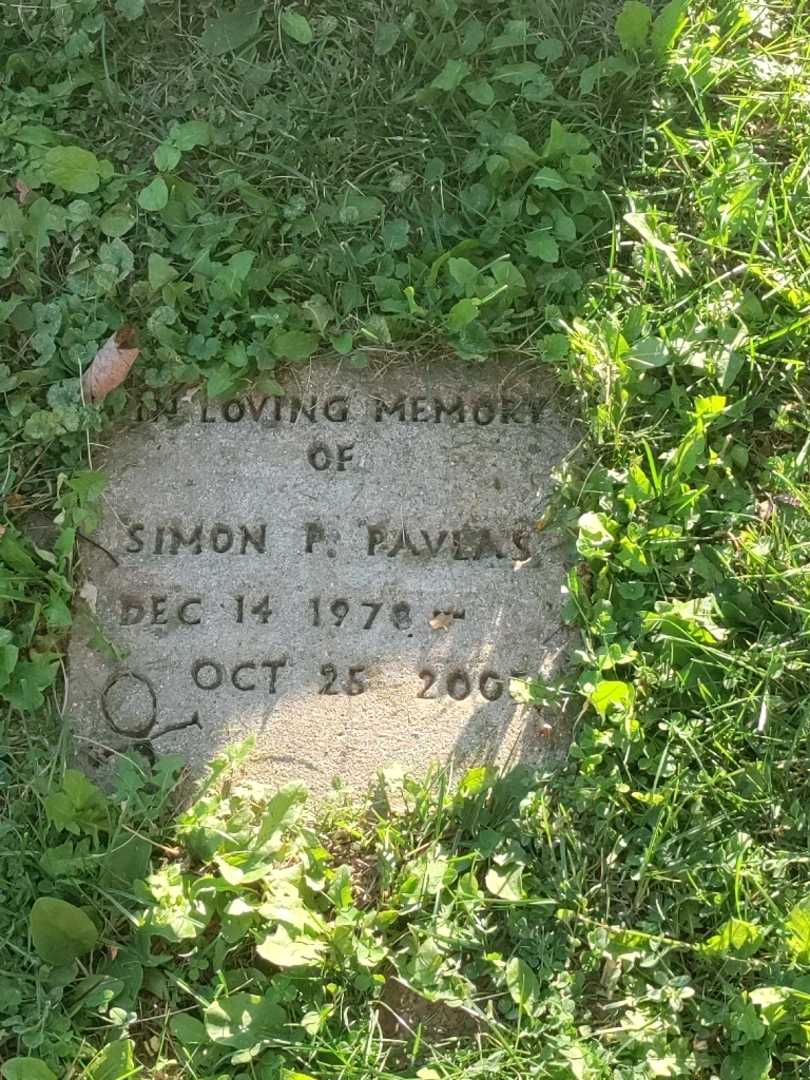 IN LOVING MEMORY
OF
SIMON P. PAVLAS
DEC 14 1978 -
OCT 25